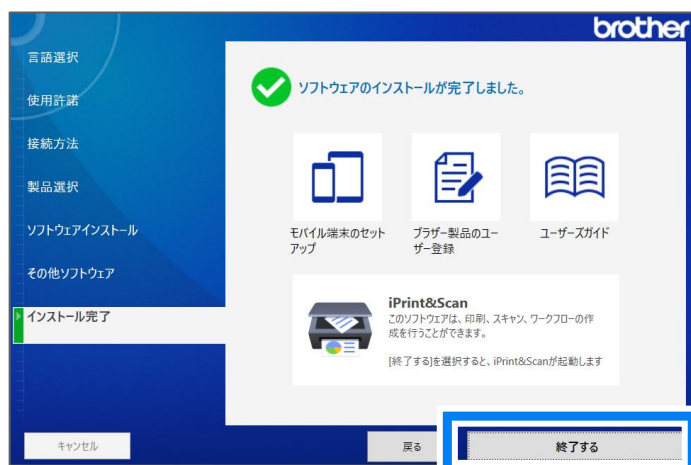 brother
言語選択
使用許諾
接続方法
製品選択
ソフトウェアインストール
その他ソフトウェア
インストール完了
ソフトウェアのインストールが完了しました。
モバイル端末のセット
アップ
ブラザー製品のユー
ザー登録
ユーザーズガイド
iPrint&Scan
このソフトウェアは、印刷、スキャン、ワークフローの作
成を行うことができます。
[終了する]を選択すると、iPrint&Scanが起動します
キャンセル
戻る
終了する